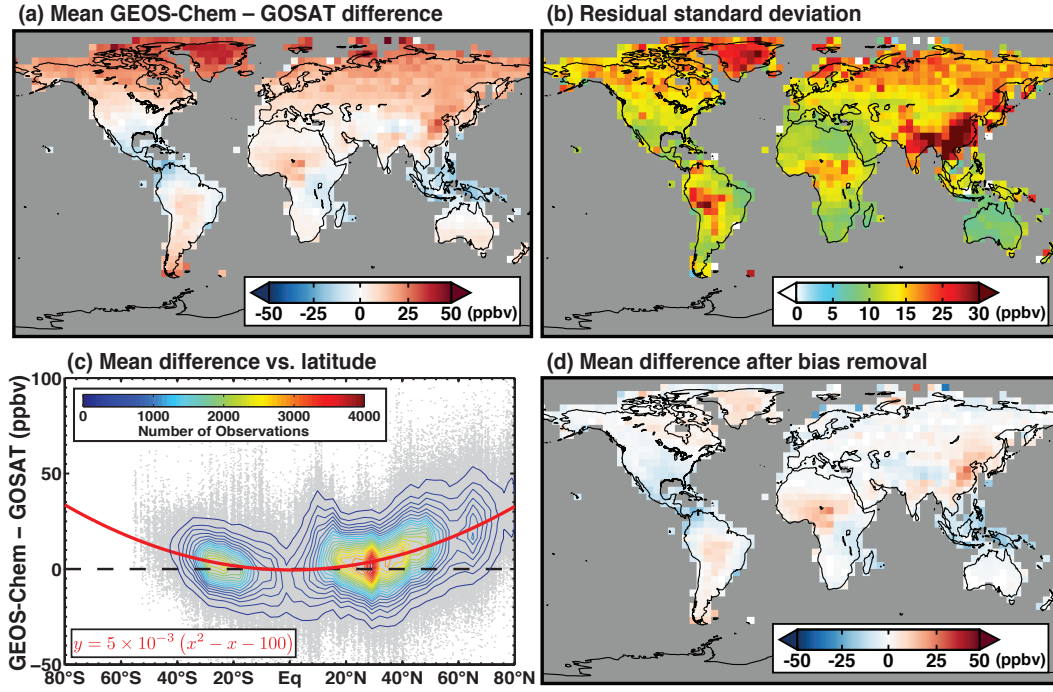 (a) Mean GEOS-Chem – GOSAT difference
-50 -25 0 25 50 (ppbv)
(b) Residual standard deviation
0 5 10 15 20 25 30 (ppbv)
(c) Mean difference vs. latitude
GEOS-Chem – GOSAT (ppbv)
100
50
0
-50
0 1000 2000 3000 4000
Number of Observations
y = 5 × 10⁻³ (x² − x − 100)
80°S 60°S 40°S 20°S Eq 20°N 40°N 60°N 80°N
(d) Mean difference after bias removal
-50 -25 0 25 50 (ppbv)